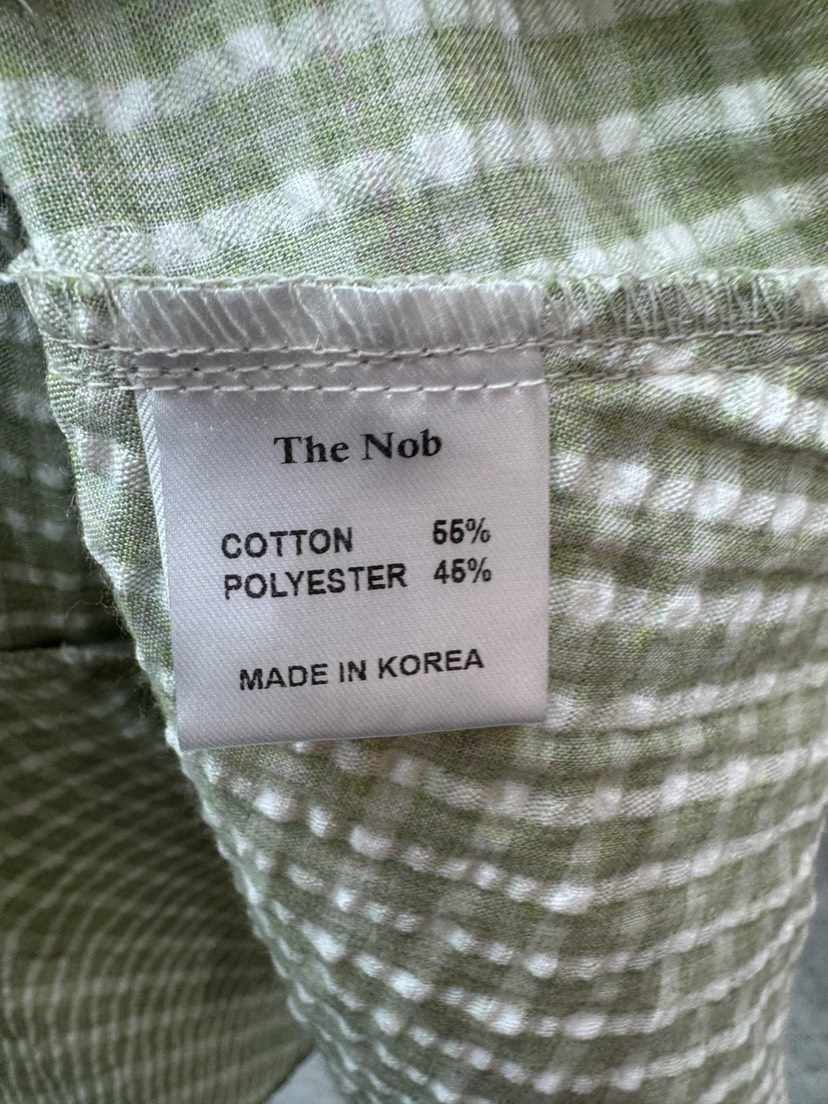 The Nob
COTTON 55%
POLYESTER 45%
MADE IN KOREA